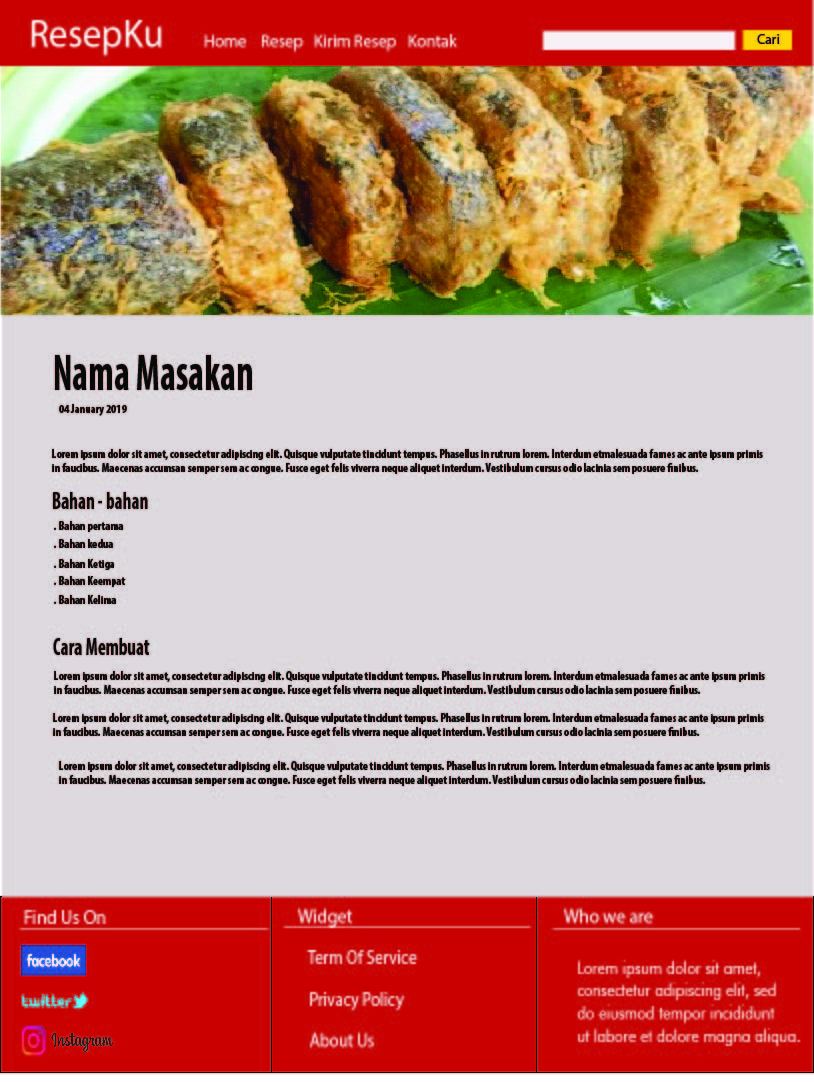 ResepKu Home Resep Kirim Resep Kontak Cari
Nama Masakan
04 January 2019
Lorem ipsum dolor sit amet, consectetur adipiscing elit. Quisque vulputate tincidunt tempus. Phasellus in rutrum lorem. Interdum etmalesuada fames ac ante ipsum primis
in faucibus. Maecenas accumsan semper sem ac congue. Fusce eget felis viverra neque aliquet interdum. Vestibulum cursus odio lacinia sem posuere finibus.
Bahan - bahan
. Bahan pertama
. Bahan kedua
. Bahan Ketiga
. Bahan Keempat
. Bahan Kelima
Cara Membuat
Lorem ipsum dolor sit amet, consectetur adipiscing elit. Quisque vulputate tincidunt tempus. Phasellus in rutrum lorem. Interdum etmalesuada fames ac ante ipsum primis
in faucibus. Maecenas accumsan semper sem ac congue. Fusce eget felis viverra neque aliquet interdum. Vestibulum cursus odio lacinia sem posuere finibus.
Lorem ipsum dolor sit amet, consectetur adipiscing elit. Quisque vulputate tincidunt tempus. Phasellus in rutrum lorem. Interdum etmalesuada fames ac ante ipsum primis
in faucibus. Maecenas accumsan semper sem ac congue. Fusce eget felis viverra neque aliquet interdum. Vestibulum cursus odio lacinia sem posuere finibus.
Lorem ipsum dolor sit amet, consectetur adipiscing elit. Quisque vulputate tincidunt tempus. Phasellus in rutrum lorem. Interdum etmalesuada fames ac ante ipsum primis
in faucibus. Maecenas accumsan semper sem ac congue. Fusce eget felis viverra neque aliquet interdum. Vestibulum cursus odio lacinia sem posuere finibus.
Find Us On
facebook
twitter
Instagram
Widget
Term Of Service
Privacy Policy
About Us
Who we are
Lorem ipsum dolor sit amet,
consectetur adipiscing elit, sed
do eiusmod tempor incididunt
ut labore et dolore magna aliqua.